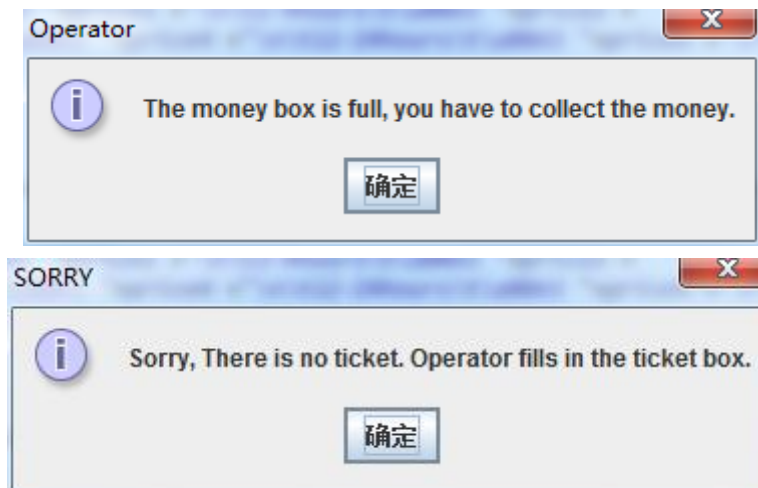 Operator
The money box is full, you have to collect the money.
确定
SORRY
Sorry, There is no ticket. Operator fills in the ticket box.
确定